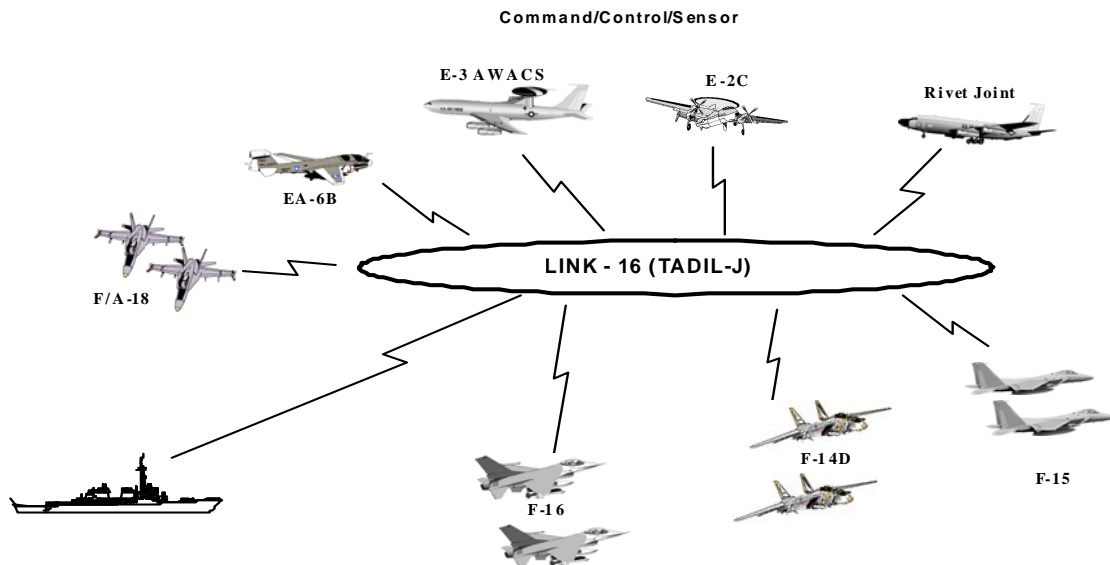 Command/Control/Sensor
E-3 AWACS
E-2C
Rivet Joint
EA-6B
F/A-18
LINK - 16 (TADIL-J)
F-14D
F-15
F-16